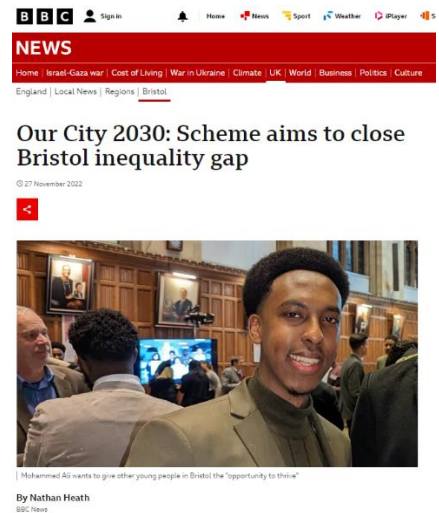 BBC Sign in Home News Sport Weather iPlayer S
NEWS
Home | Israel-Gaza war | Cost of Living | War in Ukraine | Climate | UK | World | Business | Politics | Culture
England | Local News | Regions | Bristol
Our City 2030: Scheme aims to close
Bristol inequality gap
27 November 2022
Mohammed Ali wants to give other young people in Bristol the "opportunity to thrive"
By Nathan Heath
BBC News